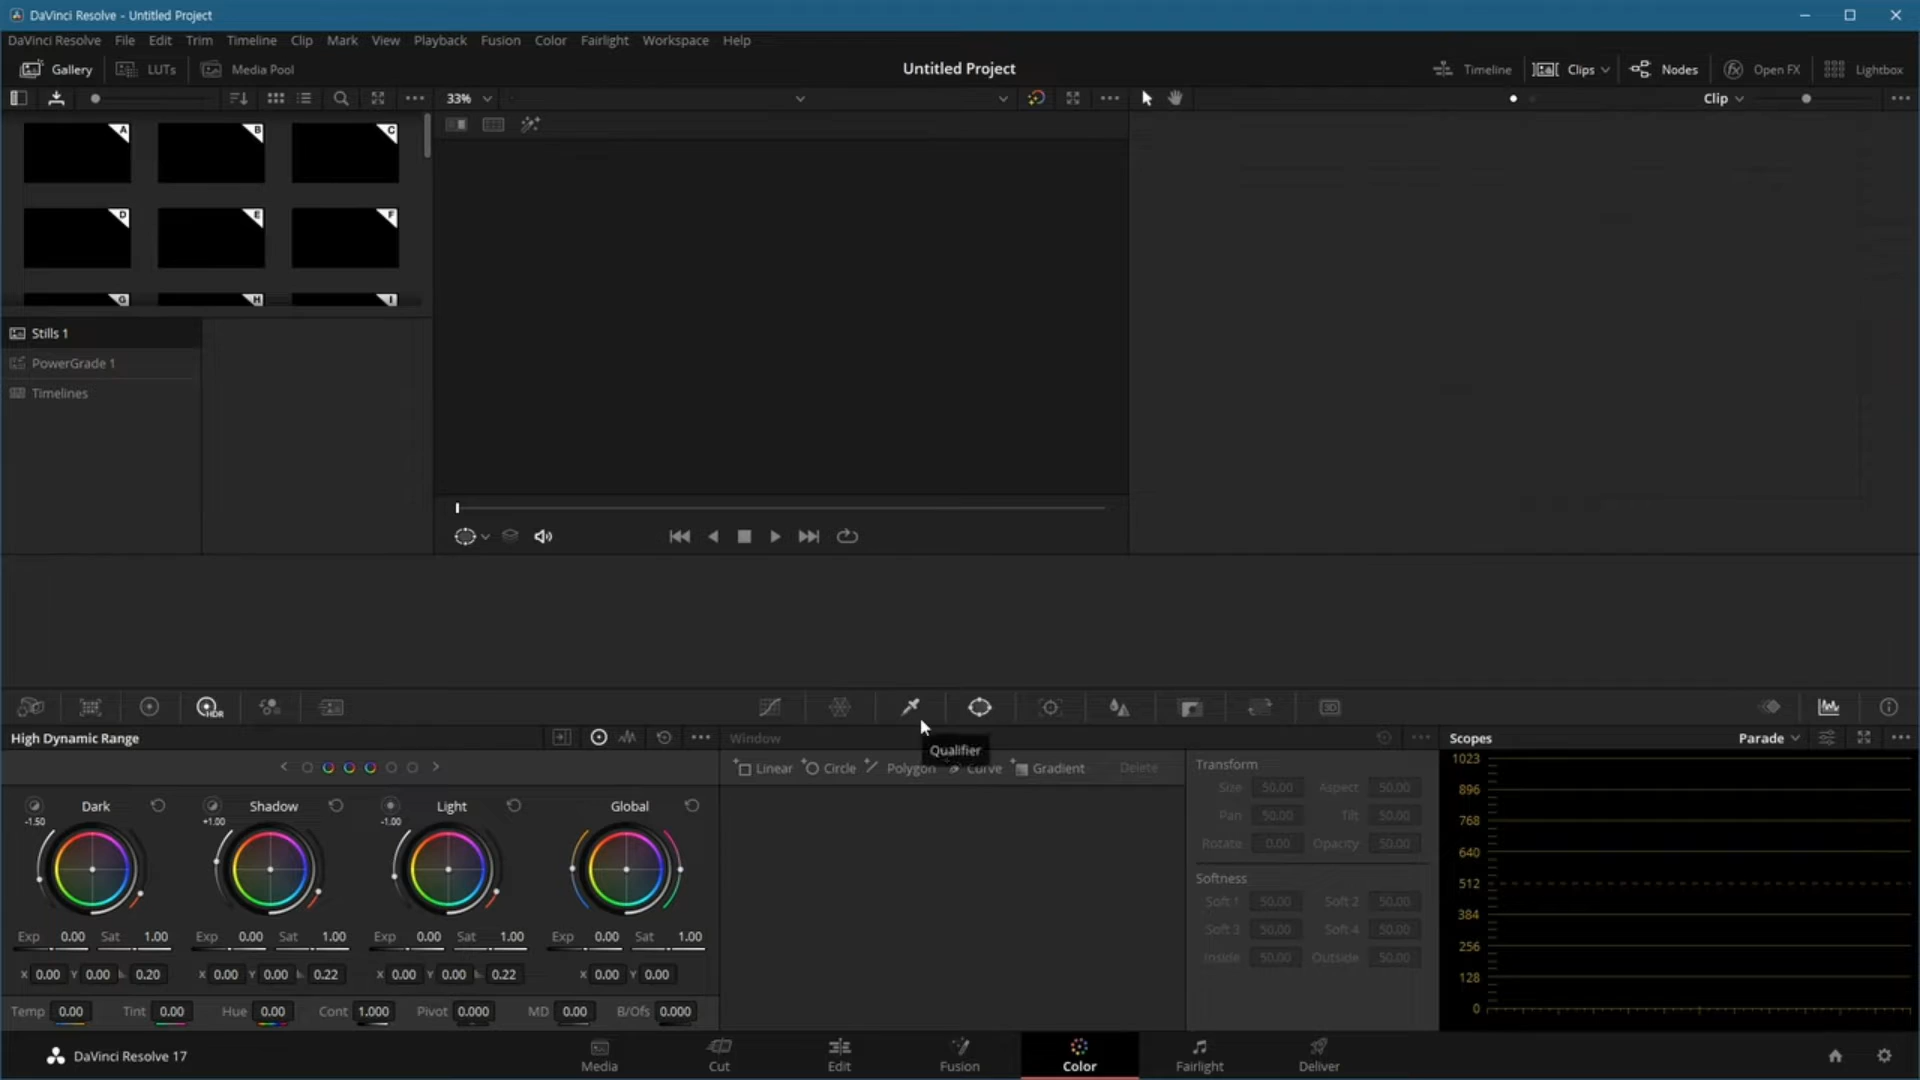 DaVinci Resolve - Untitled Project
DaVinci Resolve File Edit Trim Timeline Clip Mark View Playback Fusion Color Fairlight Workspace Help
Gallery LUTs Media Pool Untitled Project Timeline Clips Nodes Open FX Lightbox
33% Clip
A B C
D E F
G H I
Stills 1
PowerGrade 1
Timelines
HDR 3D
High Dynamic Range Window Scopes Parade
Qualifier
Linear Circle Polygon Curve Gradient Delete
Transform
Size 50.00 Aspect 50.00
Pan 50.00 Tilt 50.00
Rotate 0.00 Opacity 50.00
Softness
Soft 1 50.00 Soft 2 50.00
Soft 3 50.00 Soft 4 50.00
Inside 50.00 Outside 50.00
1023
896
768
640
512
384
256
128
0
Dark Shadow Light Global
-1.50 +1.00 -1.00
Exp 0.00 Sat 1.00 Exp 0.00 Sat 1.00 Exp 0.00 Sat 1.00 Exp 0.00 Sat 1.00
X 0.00 Y 0.00 0.20 X 0.00 Y 0.00 0.22 X 0.00 Y 0.00 0.22 X 0.00 Y 0.00
Temp 0.00 Tint 0.00 Hue 0.00 Cont 1.000 Pivot 0.000 MD 0.00 B/Ofs 0.000
DaVinci Resolve 17 Media Cut Edit Fusion Color Fairlight Deliver